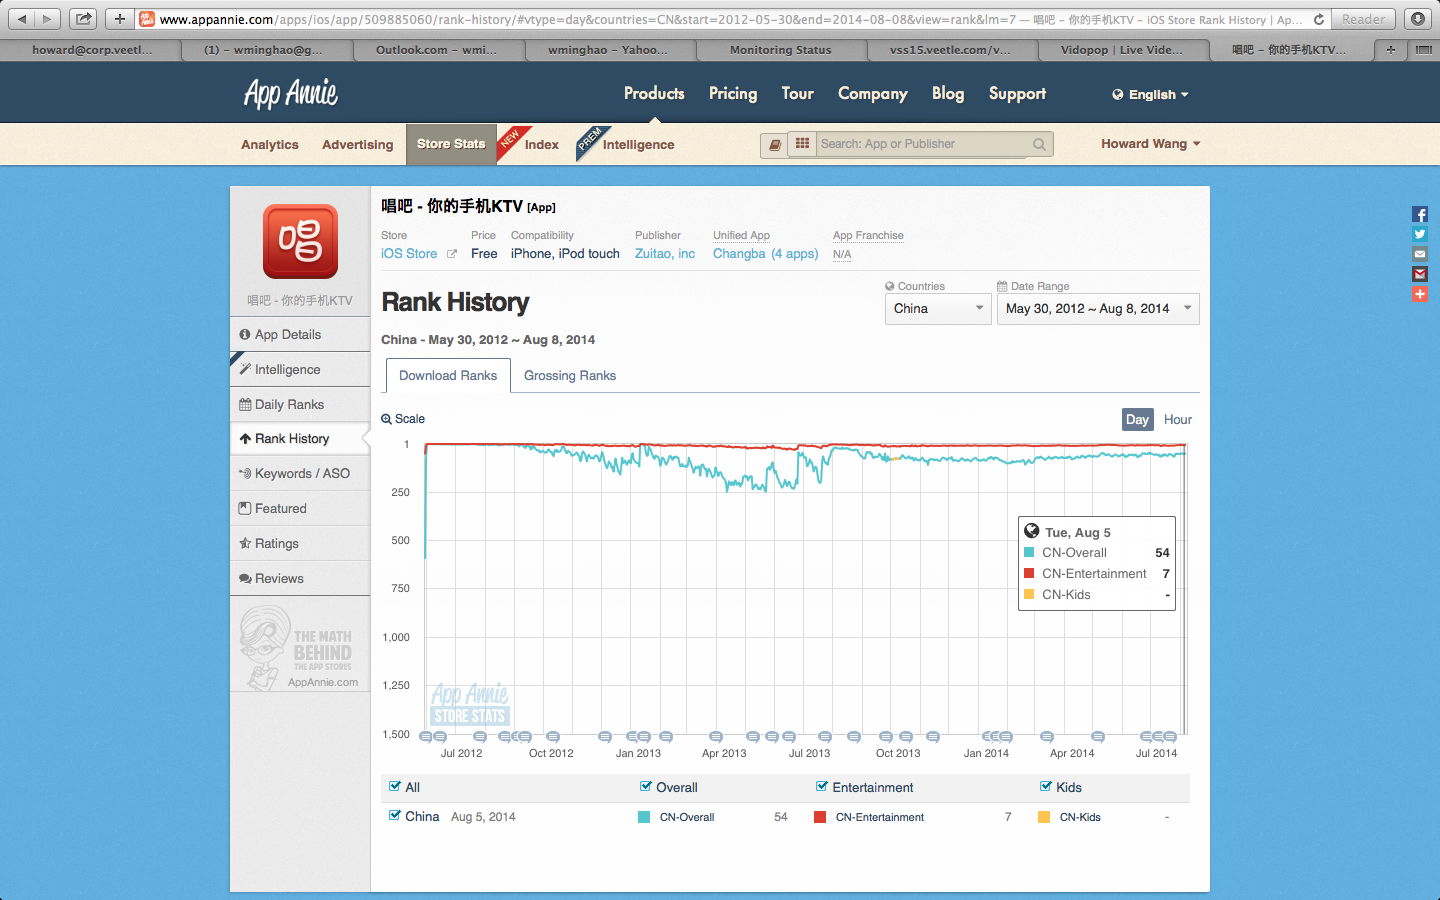 www.appannie.com/apps/ios/app/509885060/rank-history/#vtype=day&countries=CN&start=2012-05-30&end=2014-08-08&view=rank&lm=7 — 唱吧 - 你的手机KTV - iOS Store Rank History | Ap...
Reader
howard@corp.veetl...
(1) - wminghao@g...
Outlook.com - wmi...
wminghao - Yahoo...
Monitoring Status
vss15.veetle.com/v...
Vidopop | Live Vide...
唱吧 - 你的手机KTV...
App Annie
Products Pricing Tour Company Blog Support
English
Analytics Advertising Store Stats NEW Index PREM Intelligence
Search: App or Publisher
Howard Wang
唱
唱吧 - 你的手机KTV
App Details
Intelligence
Daily Ranks
Rank History
Keywords / ASO
Featured
Ratings
Reviews
THE MATH
BEHIND
THE APP STORES
AppAnnie.com
唱吧 - 你的手机KTV [App]
Store Price Compatibility Publisher Unified App App Franchise
iOS Store Free iPhone, iPod touch Zuitao, inc Changba (4 apps) N/A
Rank History
Countries
China
Date Range
May 30, 2012 ~ Aug 8, 2014
China - May 30, 2012 ~ Aug 8, 2014
Download Ranks Grossing Ranks
Scale
Day Hour
1
250
500
750
1,000
1,250
1,500
Tue, Aug 5
CN-Overall 54
CN-Entertainment 7
CN-Kids -
App Annie
STORE STATS
Jul 2012 Oct 2012 Jan 2013 Apr 2013 Jul 2013 Oct 2013 Jan 2014 Apr 2014 Jul 2014
All Overall Entertainment Kids
China Aug 5, 2014 CN-Overall 54 CN-Entertainment 7 CN-Kids -